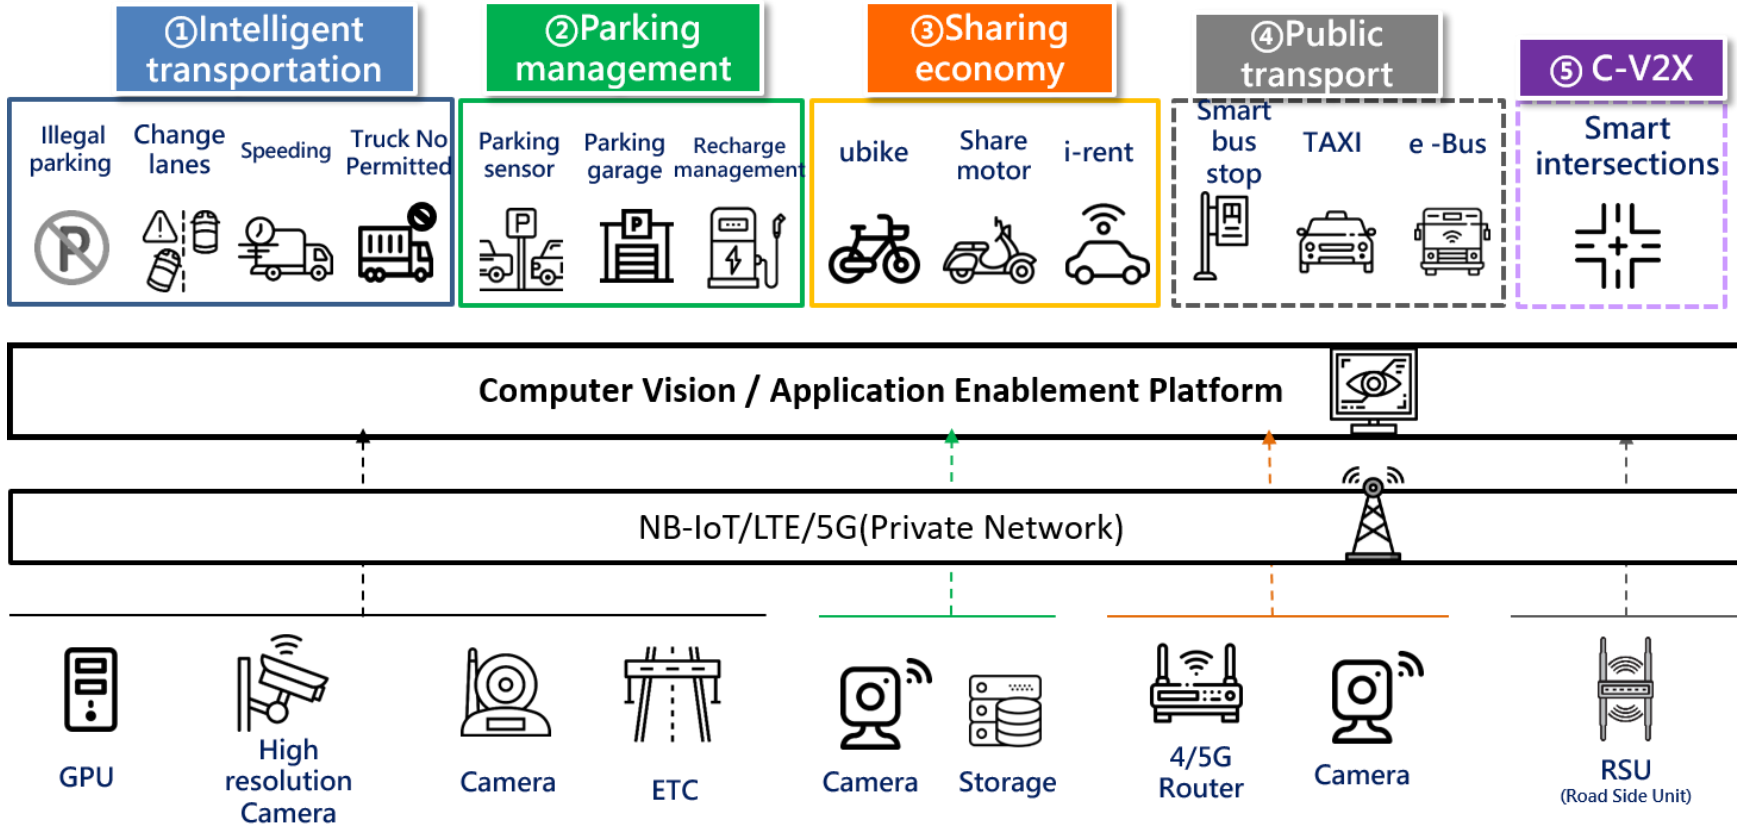 ①Intelligent
transportation
②Parking
management
③Sharing
economy
④Public
transport
⑤ C-V2X
Illegal
parking
Change
lanes
Speeding
Truck No
Permitted
Parking
sensor
Parking
garage
Recharge
management
ubike
Share
motor
i-rent
Smart
bus
stop
TAXI
e -Bus
Smart
intersections
P
P
P
Computer Vision / Application Enablement Platform
NB-IoT/LTE/5G(Private Network)
GPU
High
resolution
Camera
Camera
ETC
Camera
Storage
4/5G
Router
Camera
RSU
(Road Side Unit)